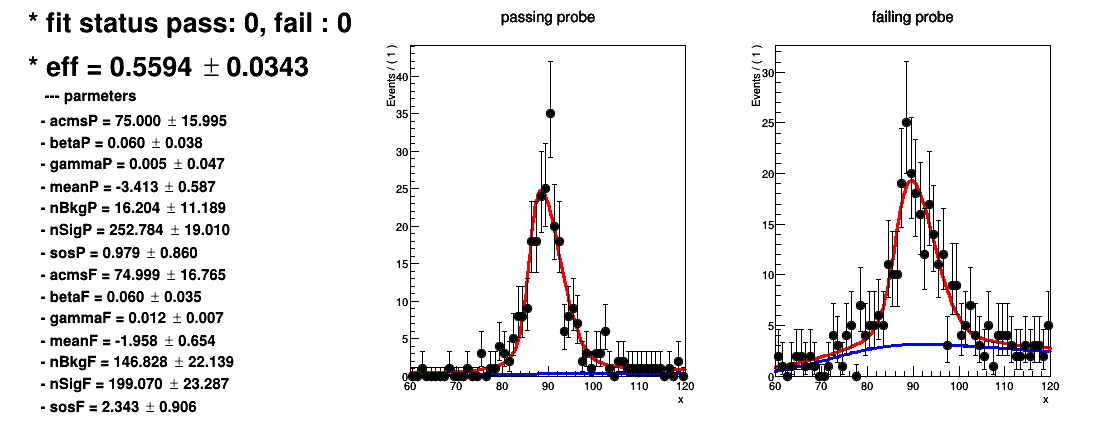 * fit status pass: 0, fail : 0
* eff = 0.5594 ± 0.0343
--- parmeters
- acmsP = 75.000 ± 15.995
- betaP = 0.060 ± 0.038
- gammaP = 0.005 ± 0.047
- meanP = -3.413 ± 0.587
- nBkgP = 16.204 ± 11.189
- nSigP = 252.784 ± 19.010
- sosP = 0.979 ± 0.860
- acmsF = 74.999 ± 16.765
- betaF = 0.060 ± 0.035
- gammaF = 0.012 ± 0.007
- meanF = -1.958 ± 0.654
- nBkgF = 146.828 ± 22.139
- nSigF = 199.070 ± 23.287
- sosF = 2.343 ± 0.906
passing probe
Events / ( 1 )
40
35
30
25
20
15
10
5
0
60 70 80 90 100 110 120
x
failing probe
Events / ( 1 )
30
25
20
15
10
5
0
60 70 80 90 100 110 120
x